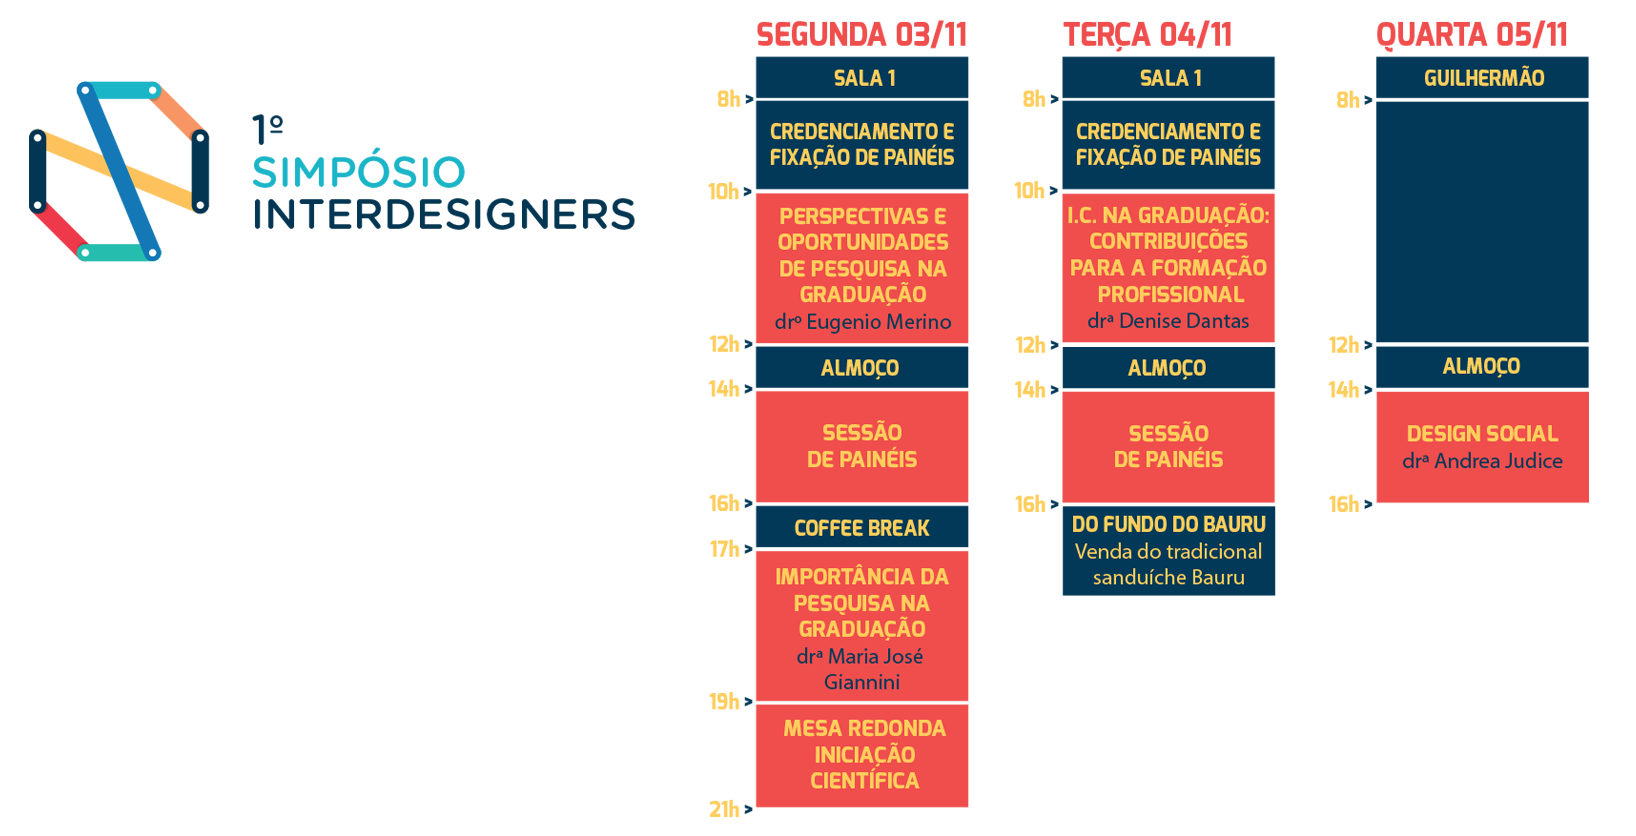 1º
SIMPÓSIO
INTERDESIGNERS
SEGUNDA 03/11
SALA 1
8h >
CREDENCIAMENTO E
FIXAÇÃO DE PAINÉIS
10h >
PERSPECTIVAS E
OPORTUNIDADES
DE PESQUISA NA
GRADUAÇÃO
drº Eugenio Merino
12h >
ALMOÇO
14h >
SESSÃO
DE PAINÉIS
16h >
COFFEE BREAK
17h >
IMPORTÂNCIA DA
PESQUISA NA
GRADUAÇÃO
drª Maria José
Giannini
19h >
MESA REDONDA
INICIAÇÃO
CIENTÍFICA
21h >
TERÇA 04/11
SALA 1
8h >
CREDENCIAMENTO E
FIXAÇÃO DE PAINÉIS
10h >
I.C. NA GRADUAÇÃO:
CONTRIBUIÇÕES
PARA A FORMAÇÃO
PROFISSIONAL
drª Denise Dantas
12h >
ALMOÇO
14h >
SESSÃO
DE PAINÉIS
16h >
DO FUNDO DO BAURU
Venda do tradicional
sanduíche Bauru
QUARTA 05/11
GUILHERMÃO
8h >
12h >
ALMOÇO
14h >
DESIGN SOCIAL
drª Andrea Judice
16h >